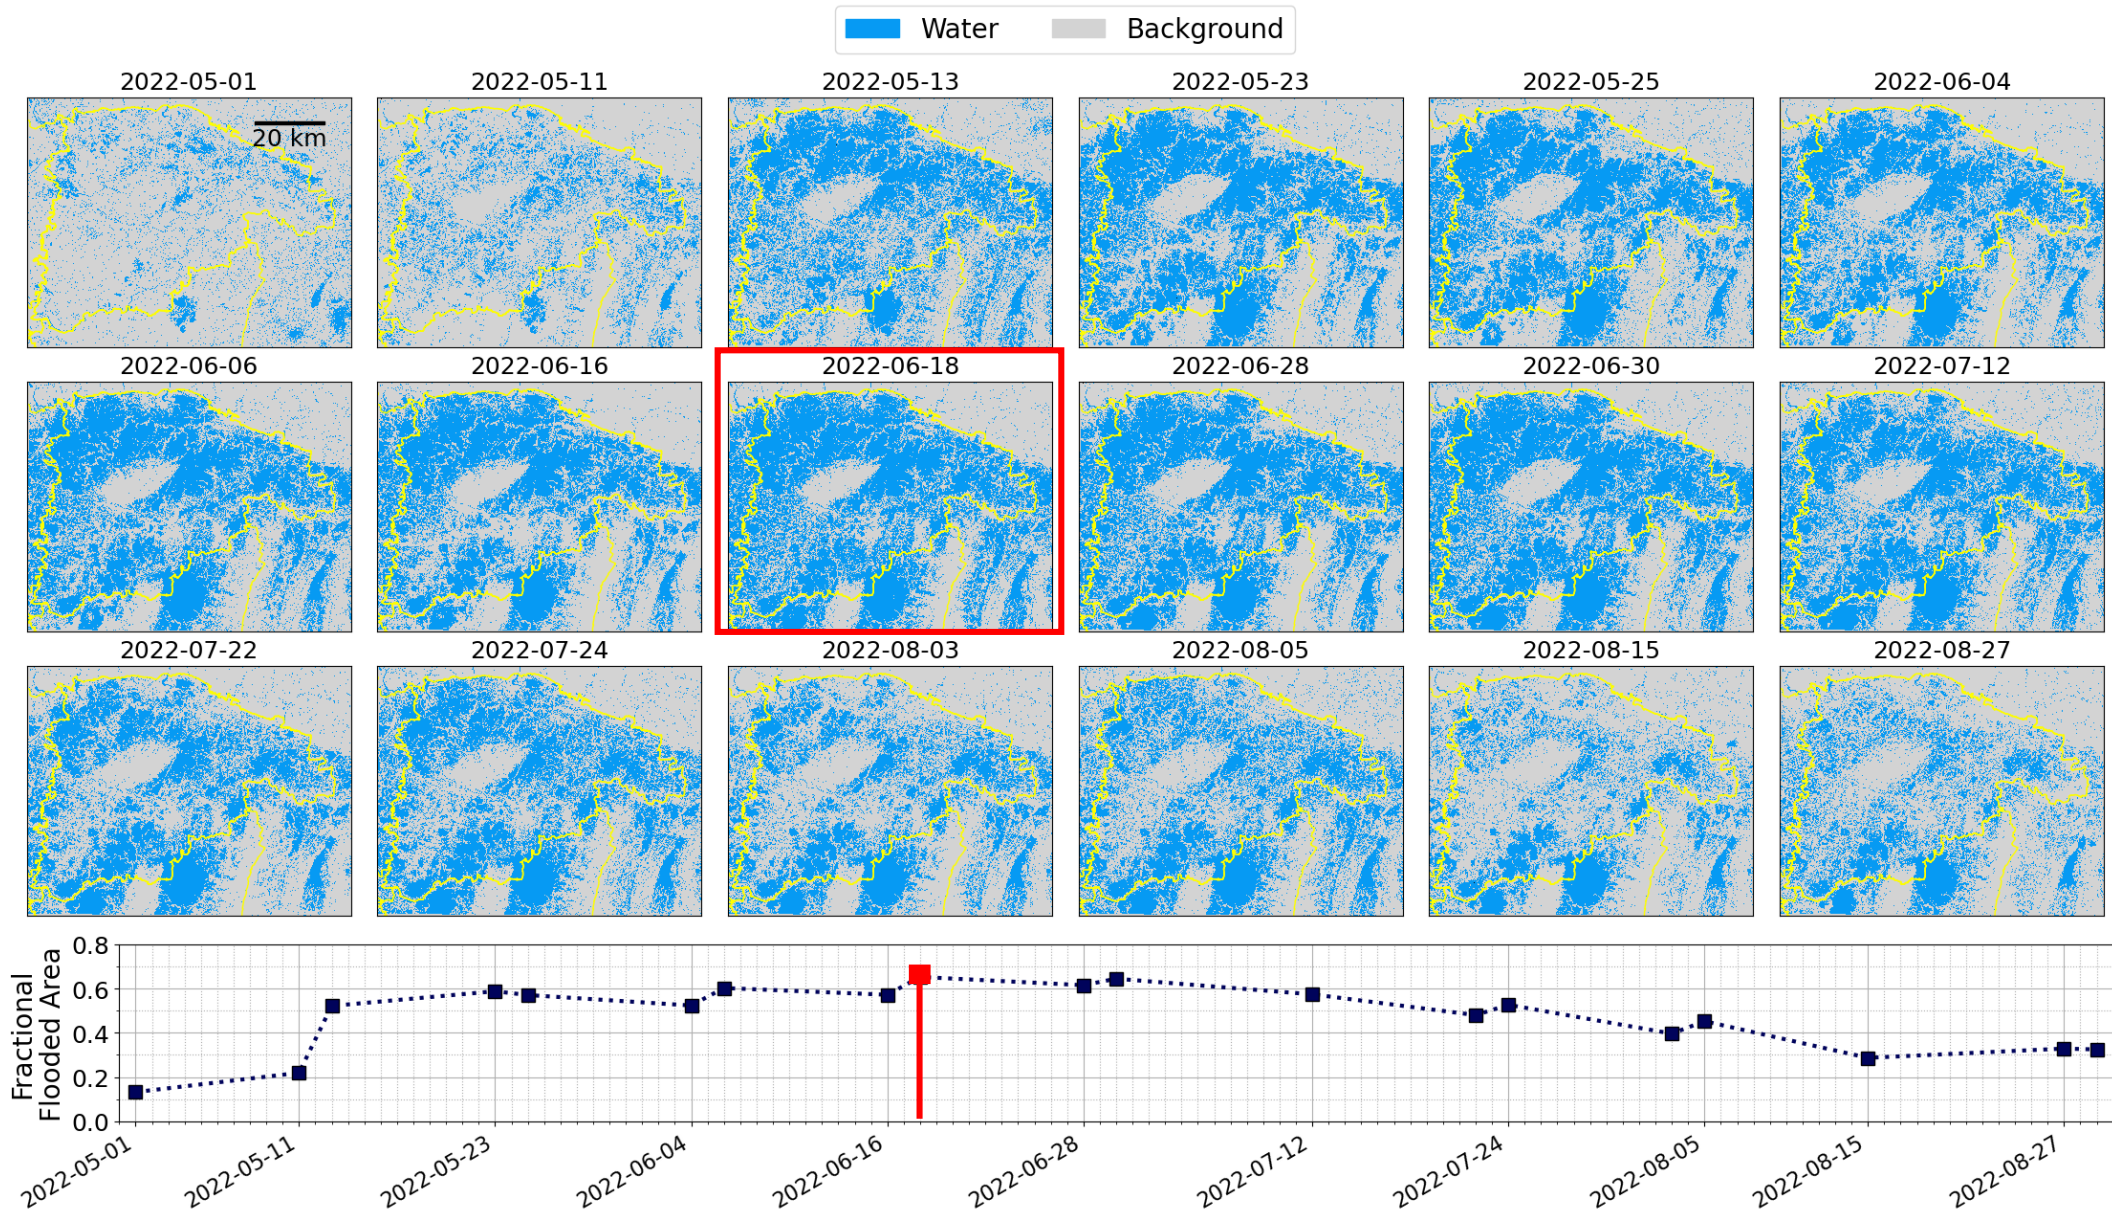 Water Background
2022-05-01 2022-05-11 2022-05-13 2022-05-23 2022-05-25 2022-06-04
20 km
2022-06-06 2022-06-16 2022-06-18 2022-06-28 2022-06-30 2022-07-12
2022-07-22 2022-07-24 2022-08-03 2022-08-05 2022-08-15 2022-08-27
Fractional
Flooded Area
0.8
0.6
0.4
0.2
0.0
2022-05-01 2022-05-11 2022-05-23 2022-06-04 2022-06-16 2022-06-28 2022-07-12 2022-07-24 2022-08-05 2022-08-15 2022-08-27